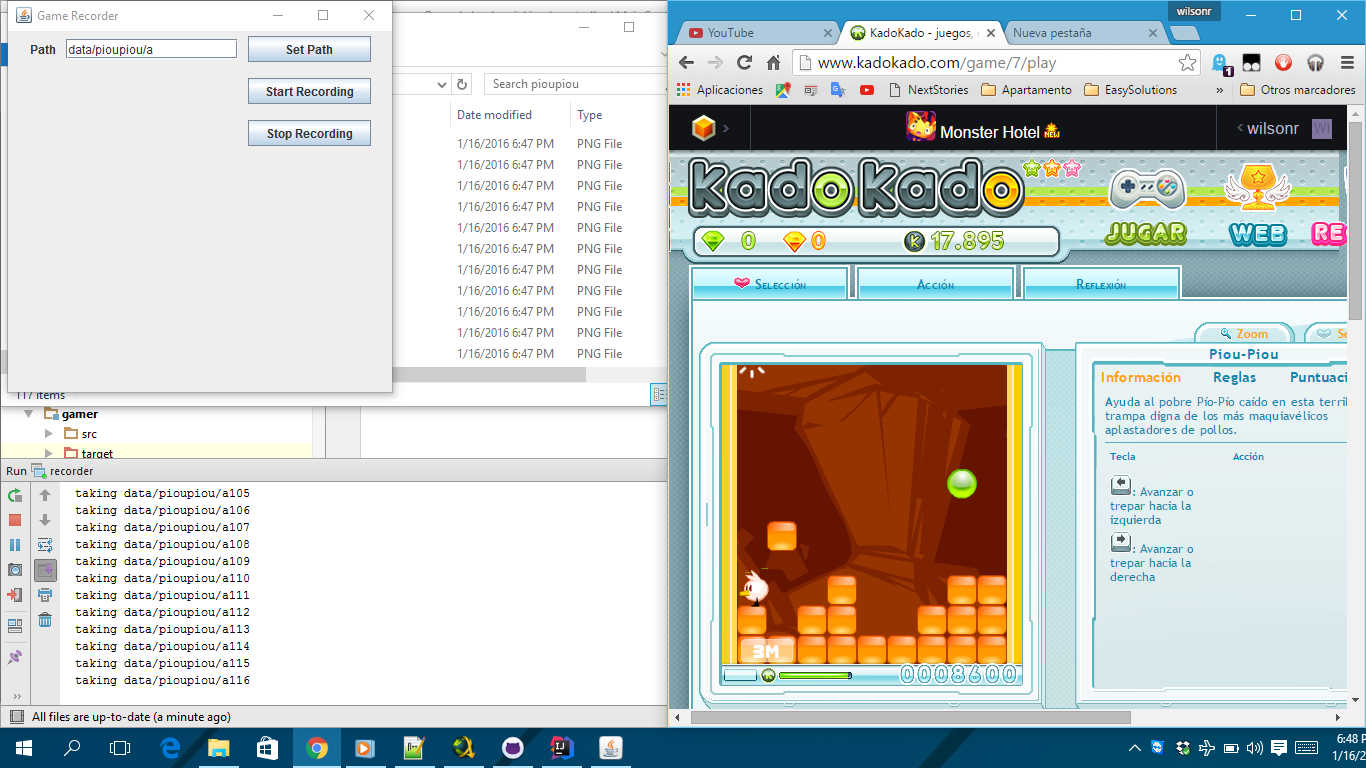 Game Recorder
Path
data/pioupiou/a
Set Path
Start Recording
Stop Recording
Search pioupiou
Date modified
Type
1/16/2016 6:47 PM PNG File
1/16/2016 6:47 PM PNG File
1/16/2016 6:47 PM PNG File
1/16/2016 6:47 PM PNG File
1/16/2016 6:47 PM PNG File
1/16/2016 6:47 PM PNG File
1/16/2016 6:47 PM PNG File
1/16/2016 6:47 PM PNG File
1/16/2016 6:47 PM PNG File
1/16/2016 6:47 PM PNG File
1/16/2016 6:47 PM PNG File
117 items
gamer
src
target
Run recorder
taking data/pioupiou/a105
taking data/pioupiou/a106
taking data/pioupiou/a107
taking data/pioupiou/a108
taking data/pioupiou/a109
taking data/pioupiou/a110
taking data/pioupiou/a111
taking data/pioupiou/a112
taking data/pioupiou/a113
taking data/pioupiou/a114
taking data/pioupiou/a115
taking data/pioupiou/a116
All files are up-to-date (a minute ago)
wilsonr
YouTube
KadoKado - juegos,
Nueva pestaña
www.kadokado.com/game/7/play
1
Aplicaciones
NextStories
Apartamento
EasySolutions
»
Otros marcadores
Monster Hotel NEW
wilsonr
WI
KadoKado
JUGAR
WEB
RE
0
0
K 17.895
Selección
Acción
Reflexión
Zoom
Se
Piou-Piou
Información
Reglas
Puntuaci
Ayuda al pobre Pío-Pío caído en esta terrib
trampa digna de los más maquiavélicos
aplastadores de pollos.
Tecla
Acción
: Avanzar o
trepar hacia la
izquierda
: Avanzar o
trepar hacia la
derecha
3M
0008600
6:48 P
1/16/2